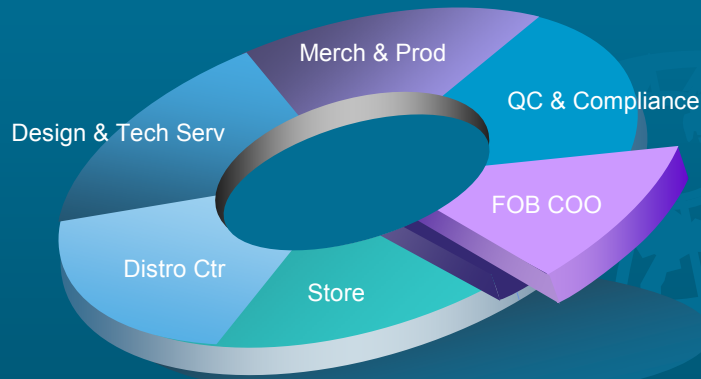 Merch & Prod
QC & Compliance
Design & Tech Serv
FOB COO
Distro Ctr
Store